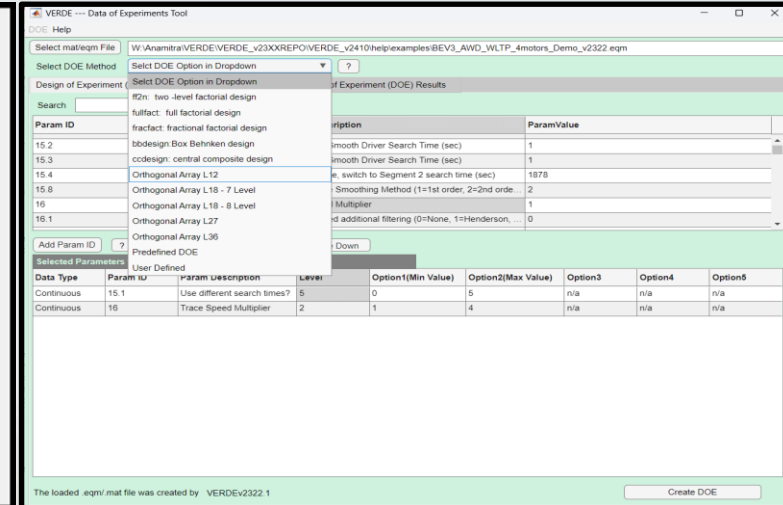 VERDE --- Data of Experiments Tool
DOE Help
Select mat/eqm File W:\Anamitra\VERDE\VERDE_v23XXREPO\VERDE_v2410\help\examples\BEV3_AWD_WLTP_4motors_Demo_v2322.eqm
Select DOE Method Selct DOE Option in Dropdown ?
Selct DOE Option in Dropdown
Design of Experiment ( of Experiment (DOE) Results
ff2n: two -level factorial design
Search
fullfact: full factorial design
Param ID ription ParamValue
fracfact: fractional factorial design
15.2 Smooth Driver Search Time (sec) 1
bbdesign:Box Behnken design
15.3 Smooth Driver Search Time (sec) 1
ccdesign: central composite design
15.4 e, switch to Segment 2 search time (sec) 1878
Orthogonal Array L12
15.8 Smoothing Method (1=1st order, 2=2nd orde... 2
Orthogonal Array L18 - 7 Level
16 Multiplier 1
Orthogonal Array L18 - 8 Level
16.1 ed additional filtering (0=None, 1=Henderson, ... 0
Orthogonal Array L27
Orthogonal Array L36
Add Param ID ? Down
Predefined DOE
Selected Parameters
User Defined
Data Type Param ID Param Description Level Option1(Min Value) Option2(Max Value) Option3 Option4 Option5
Continuous 15.1 Use different search times? 5 0 5 n/a n/a n/a
Continuous 16 Trace Speed Multiplier 2 1 4 n/a n/a n/a
The loaded .eqm/.mat file was created by VERDEv2322.1 Create DOE